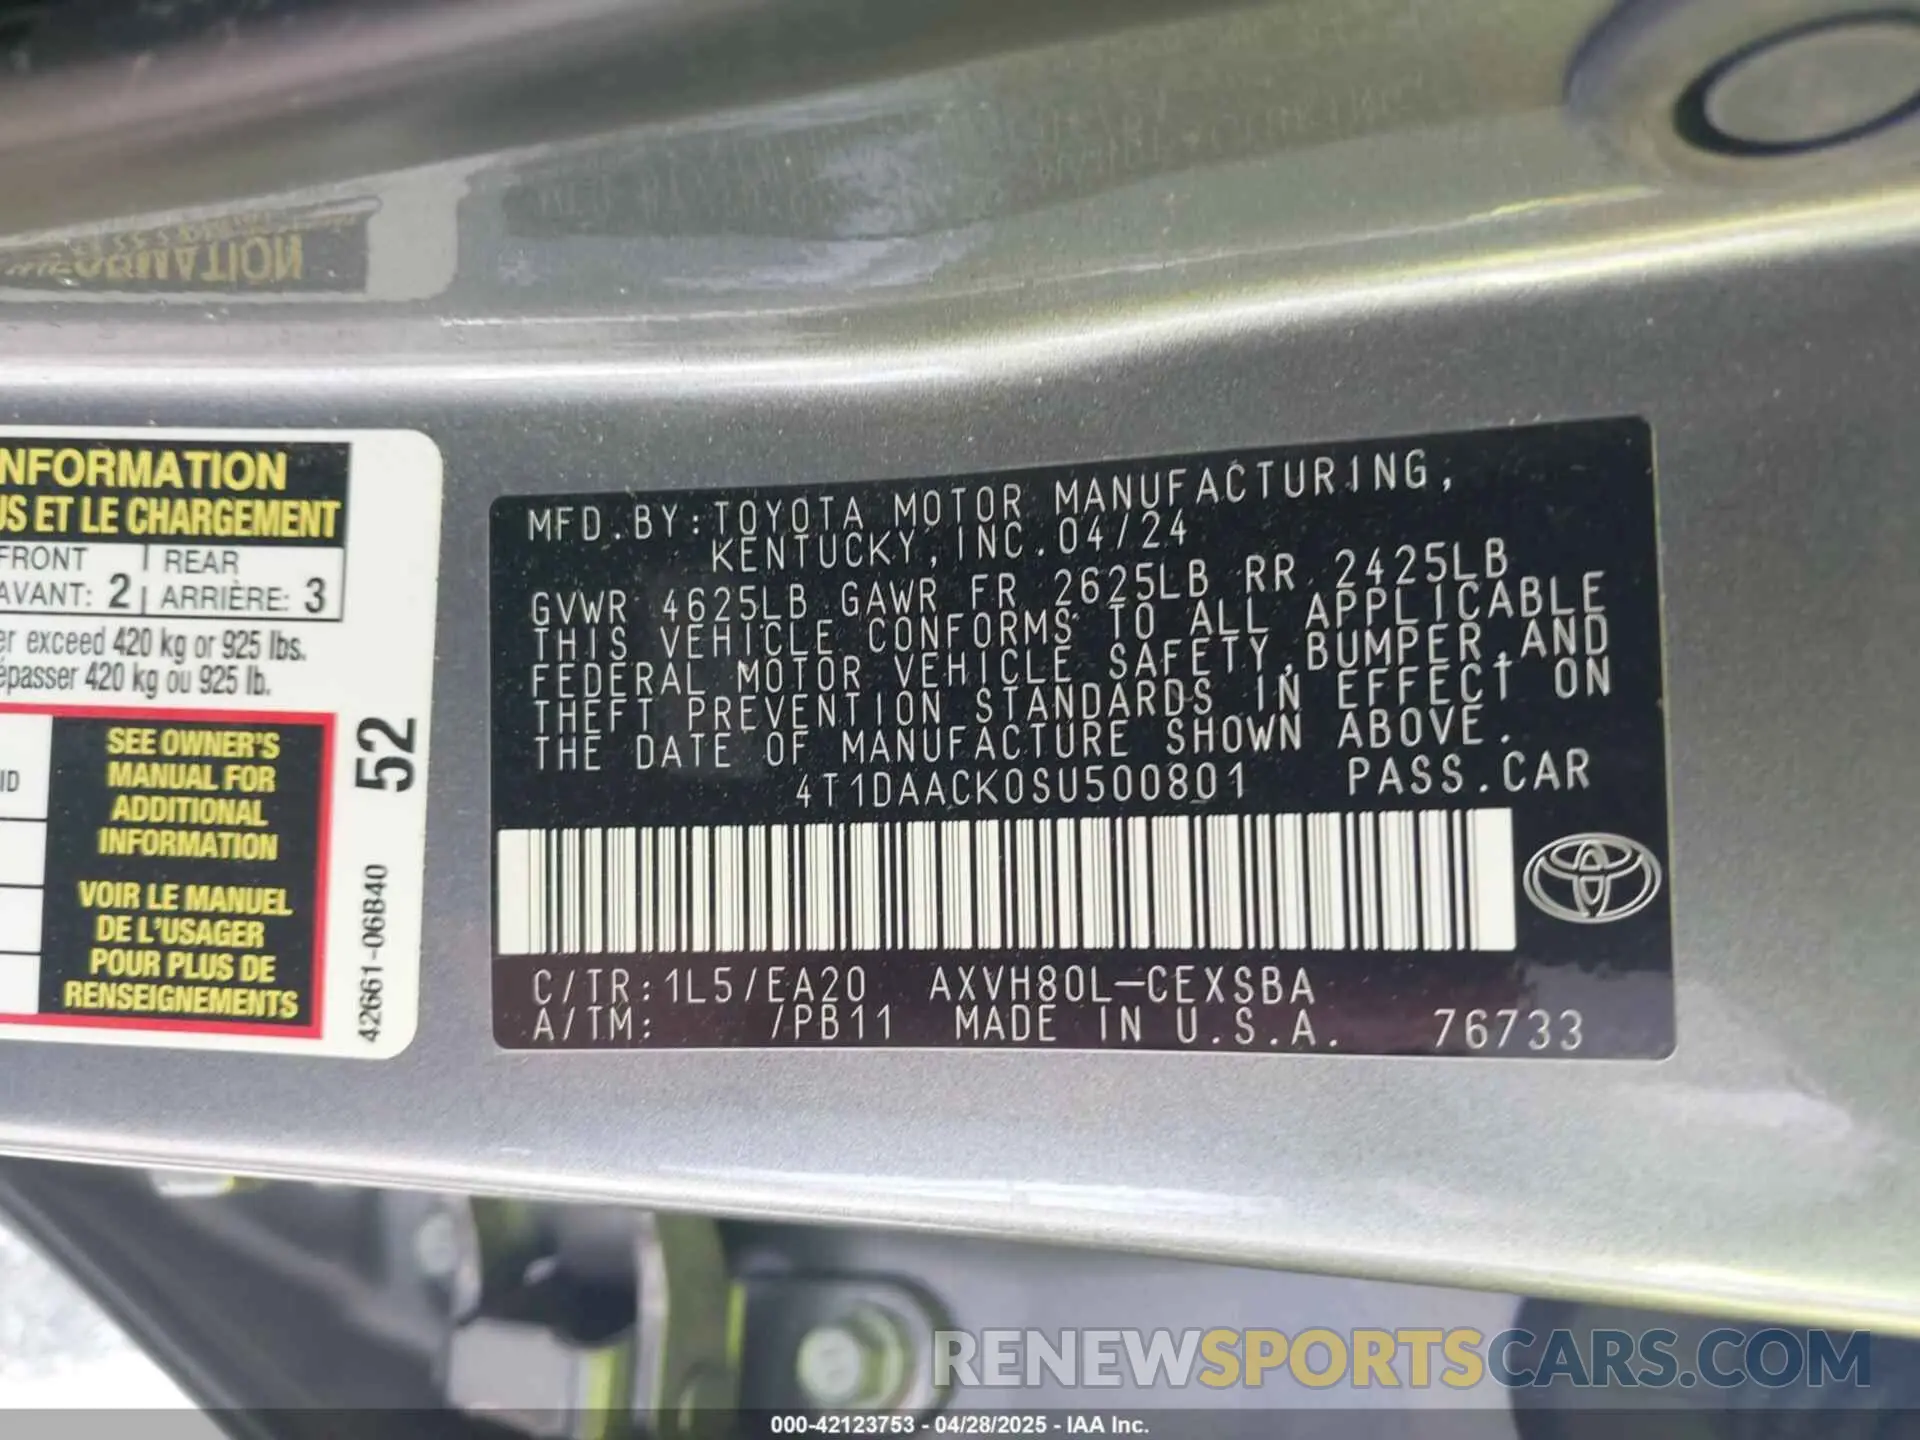 NFORMATION
US ET LE CHARGEMENT
FRONT REAR
AVANT: 2 ARRIÈRE: 3
er exceed 420 kg or 925 lbs.
épasser 420 kg ou 925 lb.
ID
SEE OWNER'S
MANUAL FOR
ADDITIONAL
INFORMATION
VOIR LE MANUEL
DE L'USAGER
POUR PLUS DE
RENSEIGNEMENTS
52
42661-06B40
MFD.BY:TOYOTA MOTOR MANUFACTURING,
KENTUCKY,INC.04/24
GVWR 4625LB GAWR FR 2625LB RR 2425LB
THIS VEHICLE CONFORMS TO ALL APPLICABLE
FEDERAL MOTOR VEHICLE SAFETY,BUMPER,AND
THEFT PREVENTION STANDARDS IN EFFECT ON
THE DATE OF MANUFACTURE SHOWN ABOVE.
4T1DAACK0SU500801 PASS.CAR
C/TR:1L5/EA20 AXVH80L-CEXSBA
A/TM: /PB11 MADE IN U.S.A. 76733
RENEWSPORTSCARS.COM
000-42123753 - 04/28/2025 - IAA Inc.